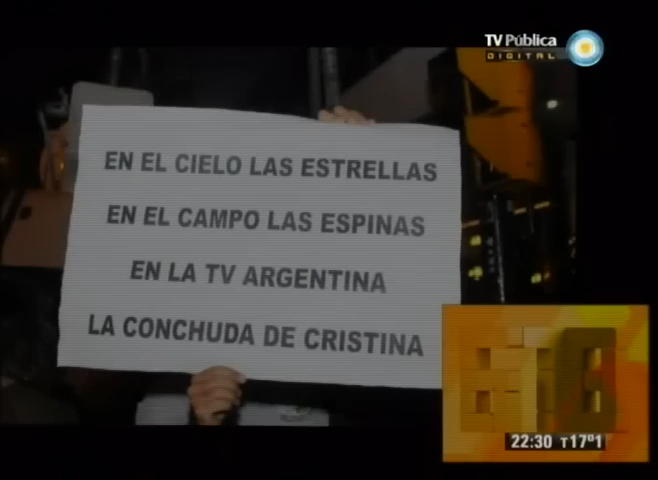 TV Pública
DIGITAL
EN EL CIELO LAS ESTRELLAS
EN EL CAMPO LAS ESPINAS
EN LA TV ARGENTINA
LA CONCHUDA DE CRISTINA
22:30 T17º1